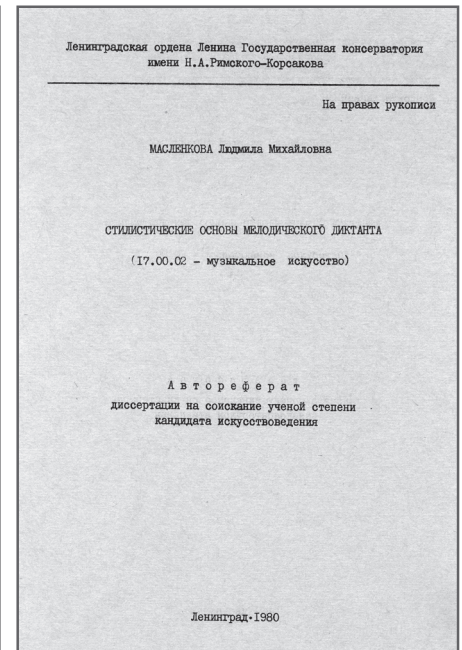 Ленинградская ордена Ленина Государственная консерватория
имени Н.А.Римского-Корсакова
На правах рукописи
МАСЛЕНКОВА Людмила Михайловна
СТИЛИСТИЧЕСКИЕ ОСНОВЫ МЕЛОДИЧЕСКОГО ДИКТАНТА
(17.00.02 - музыкальное искусство)
А в т о р е ф е р а т
диссертации на соискание ученой степени
кандидата искусствоведения
Ленинград·1980